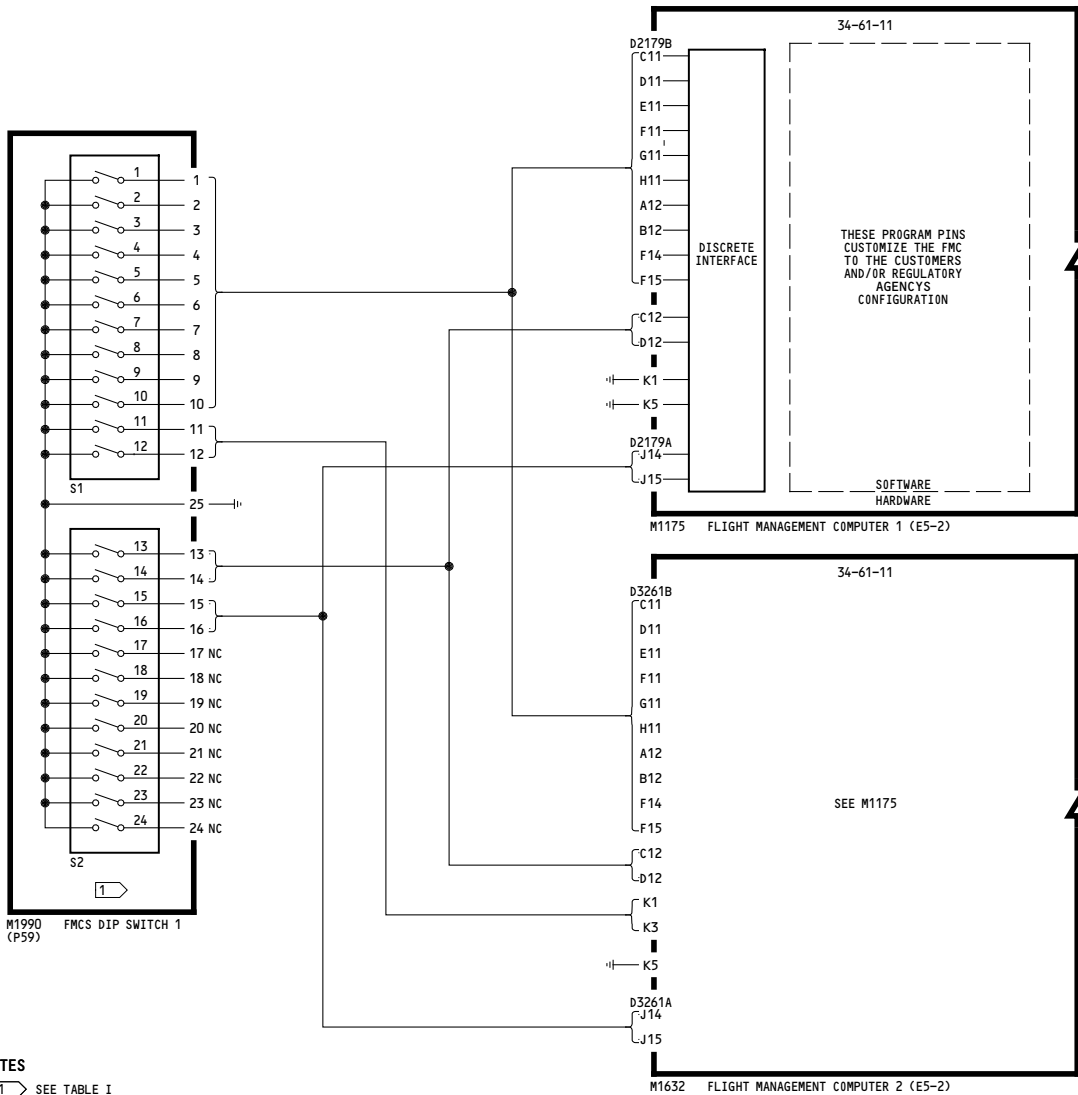 1
2
3
4
5
6
7
8
9
10
11
12
S1
1
2
3
4
5
6
7
8
9
10
11
12
25
13
14
15
16
17
18
19
20
21
22
23
24
S2
13
14
15
16
17 NC
18 NC
19 NC
20 NC
21 NC
22 NC
23 NC
24 NC
1
M1990 FMCS DIP SWITCH 1
(P59)
34-61-11
D2179B
C11
D11
E11
F11
G11
H11
A12
B12
F14
F15
C12
D12
K1
K5
D2179A
J14
J15
DISCRETE
INTERFACE
THESE PROGRAM PINS
CUSTOMIZE THE FMC
TO THE CUSTOMERS
AND/OR REGULATORY
AGENCYS
CONFIGURATION
SOFTWARE
HARDWARE
M1175 FLIGHT MANAGEMENT COMPUTER 1 (E5-2)
34-61-11
D3261B
C11
D11
E11
F11
G11
H11
A12
B12
F14
F15
C12
D12
K1
K3
K5
D3261A
J14
J15
SEE M1175
M1632 FLIGHT MANAGEMENT COMPUTER 2 (E5-2)
TES
1 SEE TABLE I